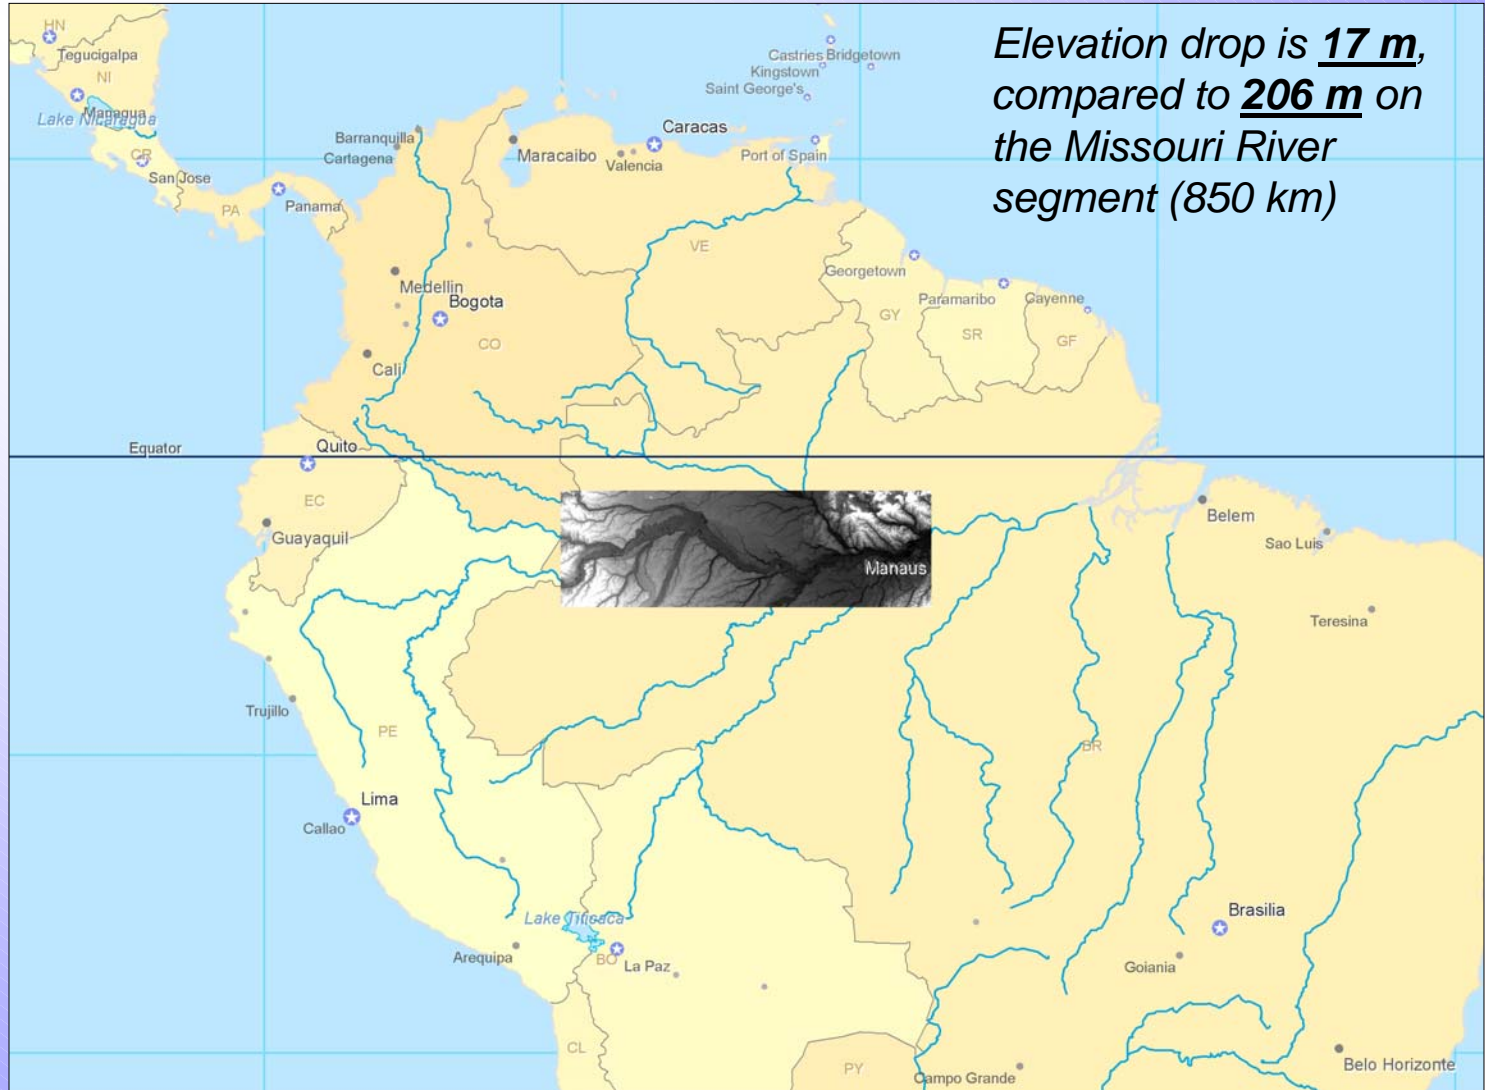 Elevation drop is 17 m,
compared to 206 m on
the Missouri River
segment (850 km)
HN
Tegucigalpa
NI
Managua
Lake Nicaragua
CR
San Jose
PA
Panama
Castries
Bridgetown
Kingstown
Saint George's
Barranquilla
Cartagena
Maracaibo
Valencia
Caracas
Port of Spain
VE
Georgetown
Paramaribo
Cayenne
GY
SR
GF
Medellin
Bogota
CO
Cali
Equator
Quito
EC
Guayaquil
Manaus
Belem
Sao Luis
Teresina
Trujillo
PE
BR
Lima
Callao
Lake Titicaca
Arequipa
BO
La Paz
Brasilia
Goiania
CL
PY
Campo Grande
Belo Horizonte